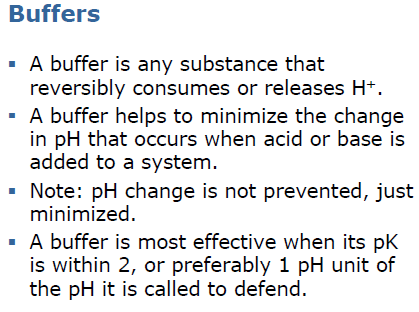 Buffers
▪ A buffer is any substance that
reversibly consumes or releases H⁺.
▪ A buffer helps to minimize the change
in pH that occurs when acid or base is
added to a system.
▪ Note: pH change is not prevented, just
minimized.
▪ A buffer is most effective when its pK
is within 2, or preferably 1 pH unit of
the pH it is called to defend.